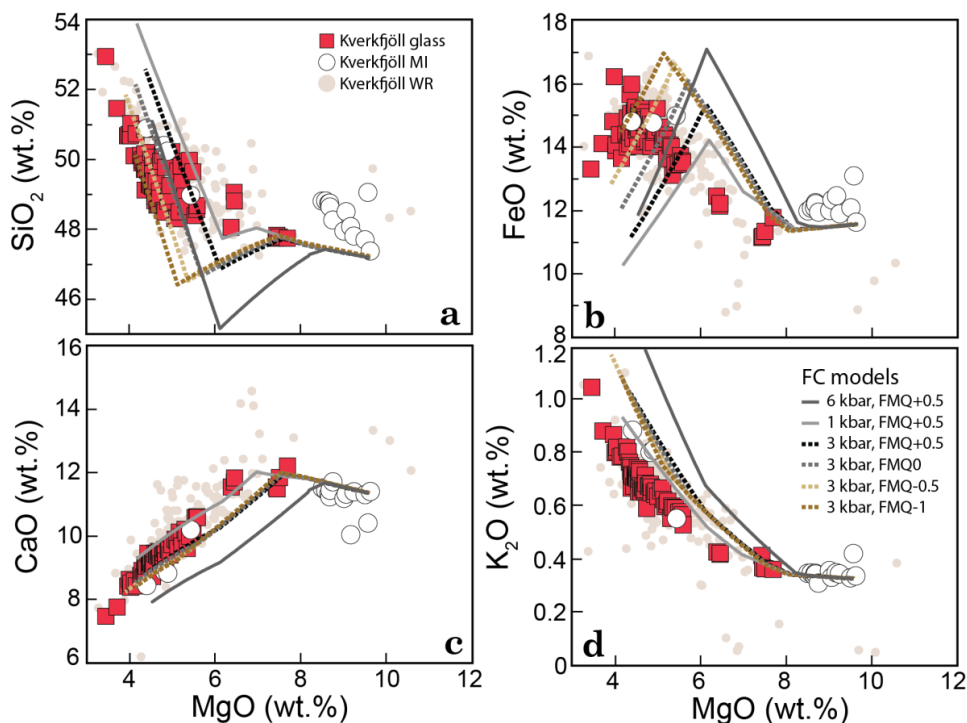 54
52
50
48
46
SiO2 (wt.%)
Kverkfjöll glass
Kverkfjöll MI
Kverkfjöll WR
a
18
16
14
12
10
8
FeO (wt.%)
b
16
14
12
10
8
6
CaO (wt.%)
c
4 6 8 10 12
MgO (wt.%)
1.2
1.0
0.8
0.6
0.4
0.2
0
K2O (wt.%)
FC models
6 kbar, FMQ+0.5
1 kbar, FMQ+0.5
3 kbar, FMQ+0.5
3 kbar, FMQ0
3 kbar, FMQ-0.5
3 kbar, FMQ-1
d
4 6 8 10 12
MgO (wt.%)